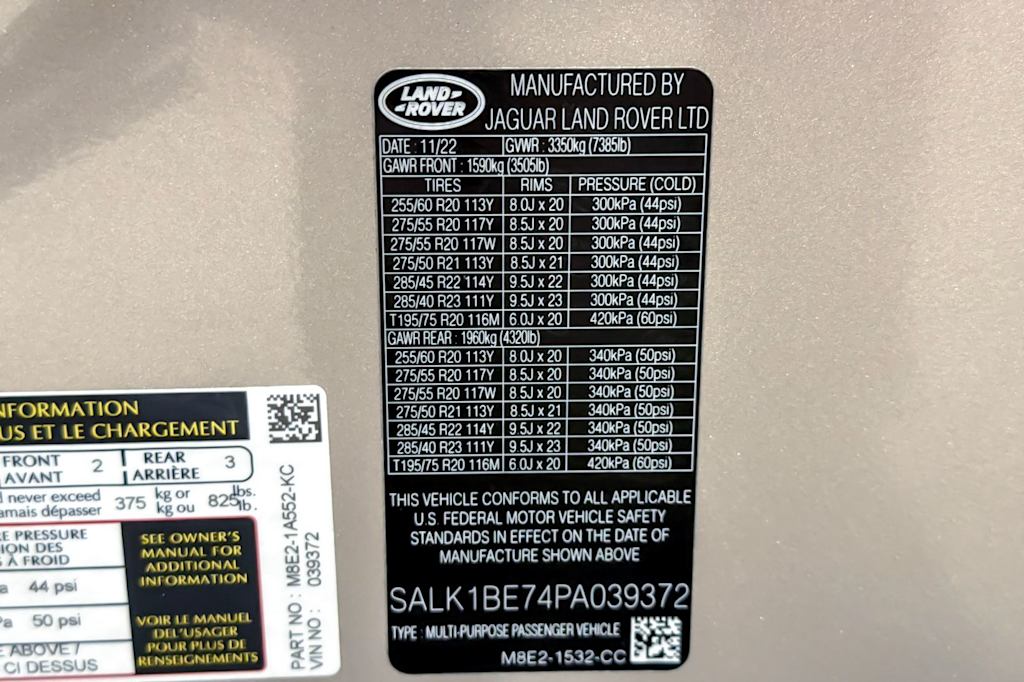 LAND-
-ROVER
MANUFACTURED BY
JAGUAR LAND ROVER LTD
DATE : 11/22 GVWR : 3350kg (7385lb)
GAWR FRONT : 1590kg (3505lb)
TIRES RIMS PRESSURE (COLD)
255/60 R20 113Y 8.0J x 20 300kPa (44psi)
275/55 R20 117Y 8.5J x 20 300kPa (44psi)
275/55 R20 117W 8.5J x 20 300kPa (44psi)
275/50 R21 113Y 8.5J x 21 300kPa (44psi)
285/45 R22 114Y 9.5J x 22 300kPa (44psi)
285/40 R23 111Y 9.5J x 23 300kPa (44psi)
T195/75 R20 116M 6.0J x 20 420kPa (60psi)
GAWR REAR : 1960kg (4320lb)
255/60 R20 113Y 8.0J x 20 340kPa (50psi)
275/55 R20 117Y 8.5J x 20 340kPa (50psi)
275/55 R20 117W 8.5J x 20 340kPa (50psi)
275/50 R21 113Y 8.5J x 21 340kPa (50psi)
285/45 R22 114Y 9.5J x 22 340kPa (50psi)
285/40 R23 111Y 9.5J x 23 340kPa (50psi)
T195/75 R20 116M 6.0J x 20 420kPa (60psi)
THIS VEHICLE CONFORMS TO ALL APPLICABLE
U.S. FEDERAL MOTOR VEHICLE SAFETY
STANDARDS IN EFFECT ON THE DATE OF
MANUFACTURE SHOWN ABOVE
SALK1BE74PA039372
TYPE : MULTI-PURPOSE PASSENGER VEHICLE
M8E2-1532-CC
NFORMATION
US ET LE CHARGEMENT
FRONT 2 REAR 3
AVANT ARRIÈRE
never exceed 375 kg or 825 lbs.
amais dépasser kg ou lb.
E PRESSURE
ION DES
À FROID
a 44 psi
Pa 50 psi
E ABOVE /
CI DESSUS
SEE OWNER'S
MANUAL FOR
ADDITIONAL
INFORMATION
VOIR LE MANUEL
DEL'USAGER
POUR PLUS DE
RENSEIGNEMENTS
PART NO : M8E2-1A552-KC
VIN NO : 039372